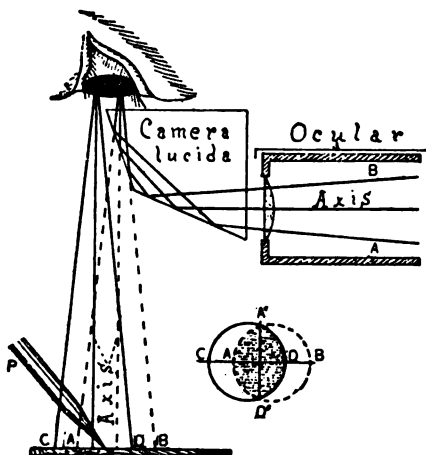 Camera
lucida
Ocular
B
Axis
A
P
Axis
C A D B
A'
C A D B
D'